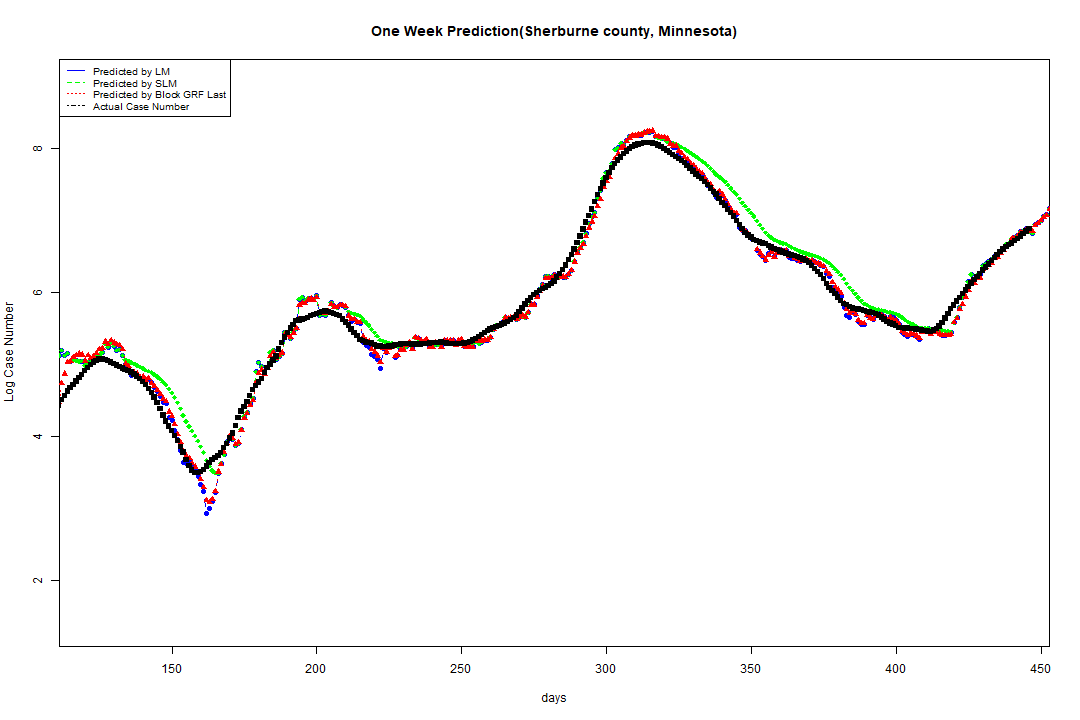 One Week Prediction(Sherburne county, Minnesota)
Predicted by LM
Predicted by SLM
Predicted by Block GRF Last
Actual Case Number
8
6
4
2
Log Case Number
150 200 250 300 350 400 450
days